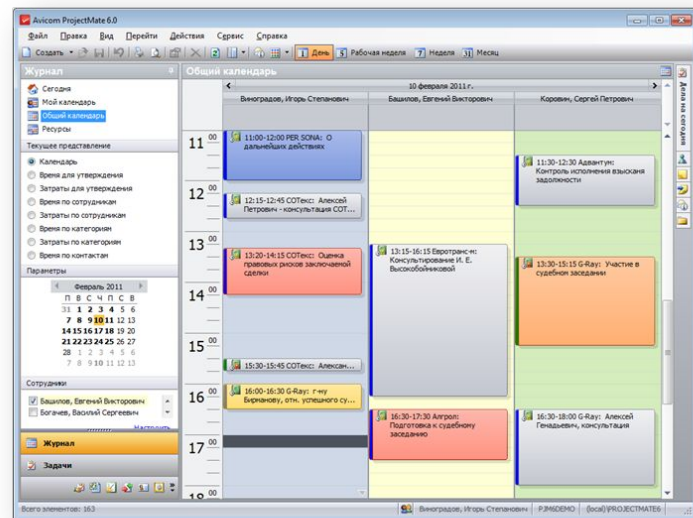 Avicom ProjectMate 6.0
Файл Правка Вид Перейти Действия Сервис Справка
Создать День Рабочая неделя 7 Неделя 31 Месяц
Журнал
Сегодня
Мой календарь
Общий календарь
Ресурсы
Текущее представление
Календарь
Время для утверждения
Затраты для утверждения
Время по сотрудникам
Затраты по сотрудникам
Время по категориям
Затраты по категориям
Время по контактам
Параметры
Февраль 2011
П В С Ч П С В
31 1 2 3 4 5 6
7 8 9 10 11 12 13
14 15 16 17 18 19 20
21 22 23 24 25 26 27
28 1 2 3 4 5 6
7 8 9 10 11 12 13
Сотрудники
Башилов, Евгений Викторович
Богачев, Василий Сергеевич
Настроить
Журнал
Задачи
Общий календарь
10 февраля 2011 г.
Виноградов, Игорь Степанович
Башилов, Евгений Викторович
Коровин, Сергей Петрович
11 00
12 00
13 00
14 00
15 00
16 00
17 00
18 00
11:00-12:00 PER SONA: О
дальнейших действиях
12:15-12:45 СОТекс: Алексей
Петрович - консультация СОТ...
13:20-14:15 СОТекс: Оценка
правовых рисков заключаемой
сделки
15:30-15:45 СОТекс: Алексан...
16:00-16:30 G-Ray: г-ну
Бирманову, отн. успешного су...
13:15-16:15 Евротранс-н:
Консультирование И. Е.
Высокобойниковой
16:30-17:30 Алгрол:
Подготовка к судебному
заседанию
11:30-12:30 Адвантун:
Контроль исполнения взысканя
задолжности
13:30-15:15 G-Ray: Участие в
судебном заседании
16:30-18:00 G-Ray: Алексей
Генадьевич, консультация
Дела на сегодня
Всего элементов: 163
Виноградов, Игорь Степанович PJM6DEMO (local)\PROJECTMATE6